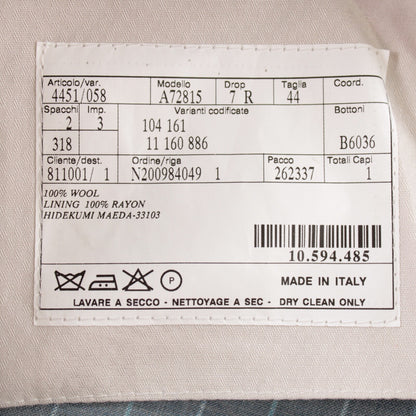 Articolo/var. Modello Drop Taglia Coord.
4451/058 A72815 7 R 44
Spacchi Imp. Varianti codificate Bottoni
2 3 104 161
318 11 160 886 B6036
Cliente/dest. Ordine/riga Pacco Totali Capi
811001/ 1 N200984049 1 262337 1
100% WOOL
LINING 100% RAYON
HIDEKUMI MAEDA-33103
10.594.485
P
MADE IN ITALY
LAVARE A SECCO - NETTOYAGE A SEC - DRY CLEAN ONLY